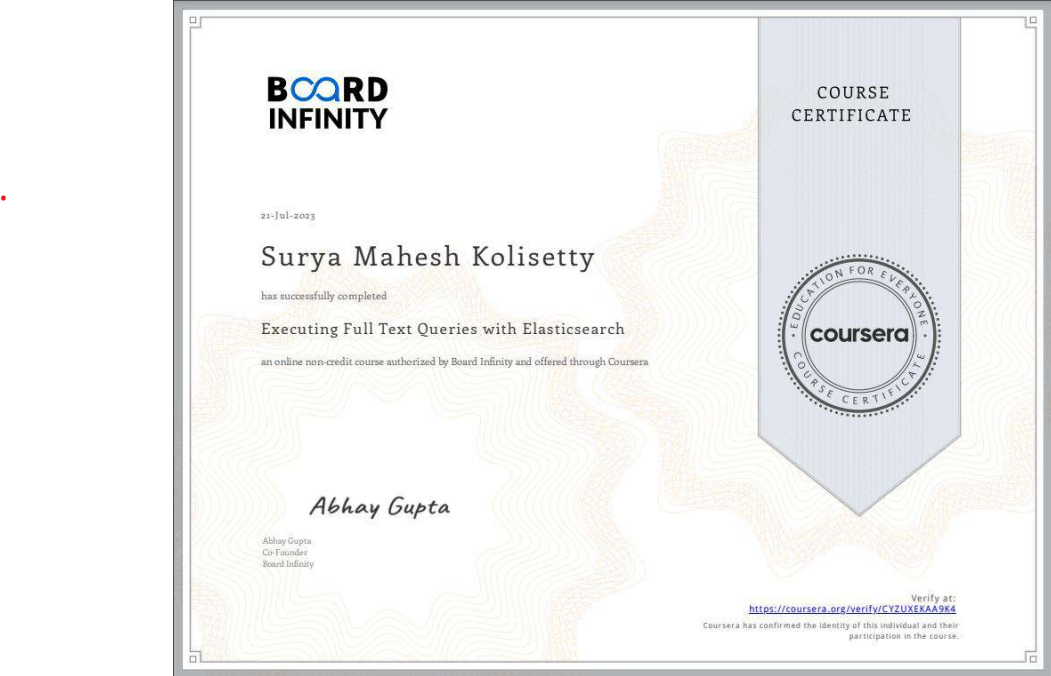 BOARD
INFINITY
COURSE
CERTIFICATE
21-Jul-2023
Surya Mahesh Kolisetty
has successfully completed
Executing Full Text Queries with Elasticsearch
an online non-credit course authorized by Board Infinity and offered through Coursera
EDUCATION FOR EVERYONE
coursera
COURSE CERTIFICATE
Abhay Gupta
Abhay Gupta
Co-Founder
Board Infinity
Verify at:
https://coursera.org/verify/CYZUXEKAA9K4
Coursera has confirmed the identity of this individual and their
participation in the course.